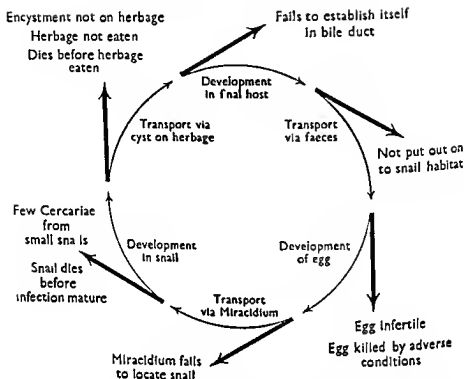 Encystment not on herbage
Herbage not eaten
Dies before herbage
eaten
Fails to establish itself
in bile duct
Development
in fnal host
Transport via
cyst on herbage
Transport
via faeces
Not put out on
to snail habitat
Few Cercariae
from
small sna ls
Snail dies
before
infection mature
Development
in snail
Development
of egg
Transport
via Miracidium
Egg infertile
Egg killed by adverse
conditions
Miracidium fails
to locate snail